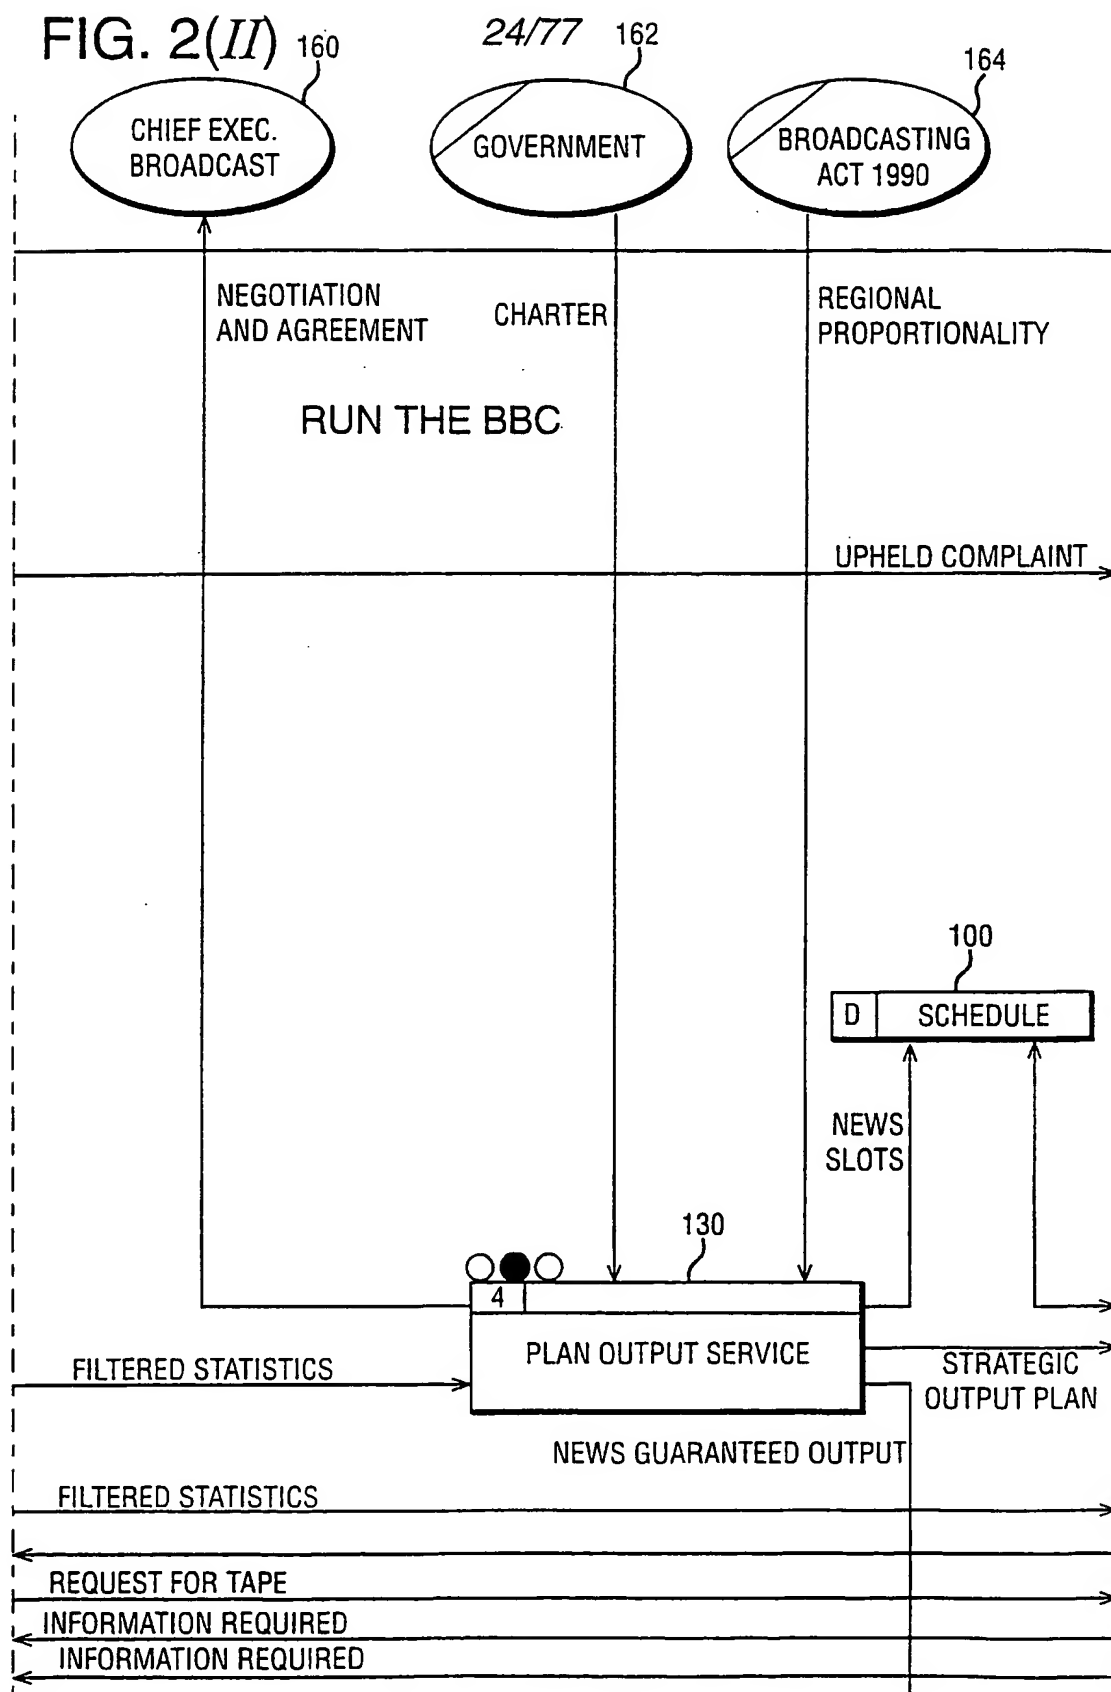 FIG. 2(II)
24/77
160
162
164
CHIEF EXEC.
BROADCAST
GOVERNMENT
BROADCASTING
ACT 1990
NEGOTIATION
AND AGREEMENT
CHARTER
REGIONAL
PROPORTIONALITY
RUN THE BBC
UPHELD COMPLAINT
100
D
SCHEDULE
NEWS
SLOTS
130
4
PLAN OUTPUT SERVICE
FILTERED STATISTICS
STRATEGIC
OUTPUT PLAN
NEWS GUARANTEED OUTPUT
FILTERED STATISTICS
REQUEST FOR TAPE
INFORMATION REQUIRED
INFORMATION REQUIRED